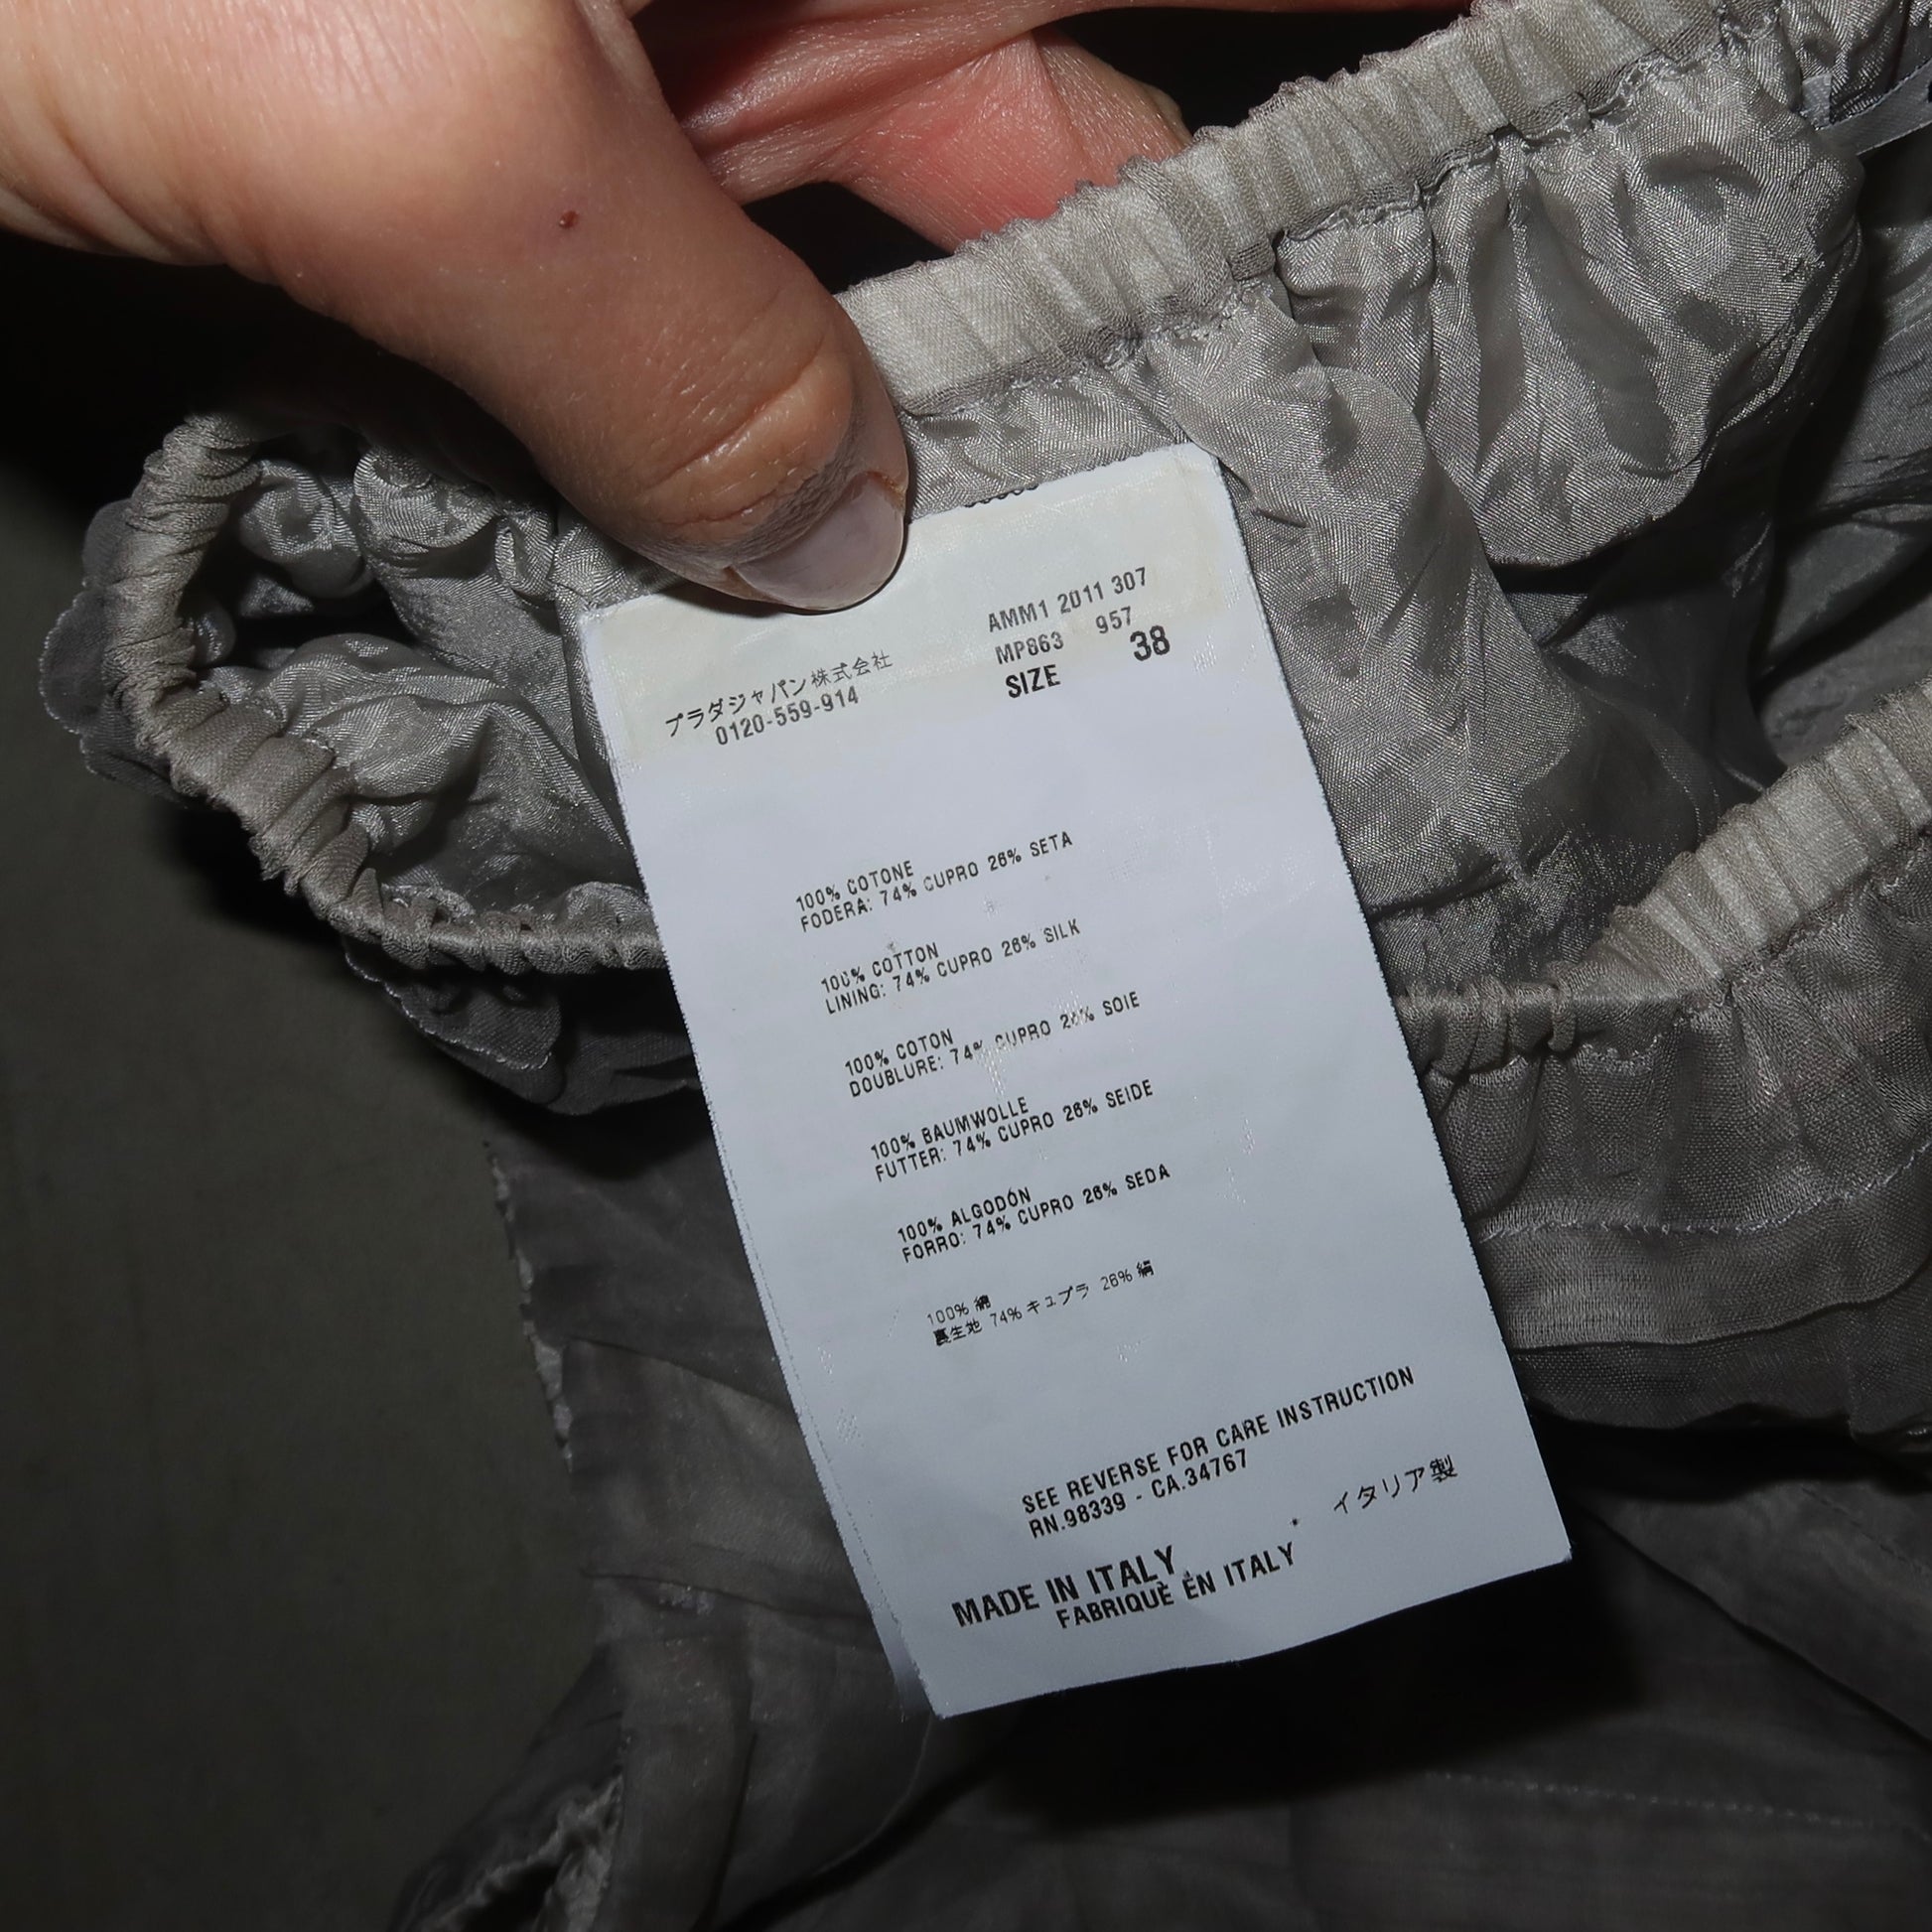 AMM1 2011 307
MP863 957
SIZE 38
プラダジャパン株式会社
0120-559-914
100% COTONE
FODERA: 74% CUPRO 26% SETA
100% COTTON
LINING: 74% CUPRO 26% SILK
100% COTON
DOUBLURE: 74% CUPRO 26% SOIE
100% BAUMWOLLE
FUTTER: 74% CUPRO 26% SEIDE
100% ALGODÓN
FORRO: 74% CUPRO 26% SEDA
100% 綿
裏生地 74% キュプラ 26% 絹
SEE REVERSE FOR CARE INSTRUCTION
RN.98339 - CA.34767
イタリア製
MADE IN ITALY
FABRIQUÈ EN ITALY